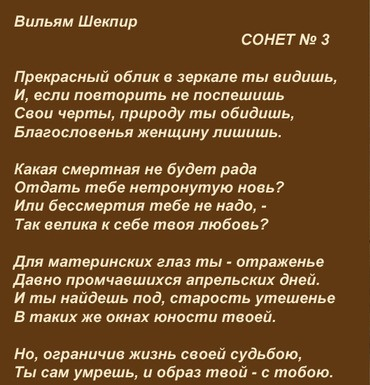 Вильям Шекпир
СОНЕТ № 3
Прекрасный облик в зеркале ты видишь,
И, если повторить не поспешишь
Свои черты, природу ты обидишь,
Благословенья женщину лишишь.
Какая смертная не будет рада
Отдать тебе нетронутую новь?
Или бессмертия тебе не надо, -
Так велика к себе твоя любовь?
Для материнских глаз ты - отраженье
Давно промчавшихся апрельских дней.
И ты найдешь под, старость утешенье
В таких же окнах юности твоей.
Но, ограничив жизнь своей судьбою,
Ты сам умрешь, и образ твой - с тобою.